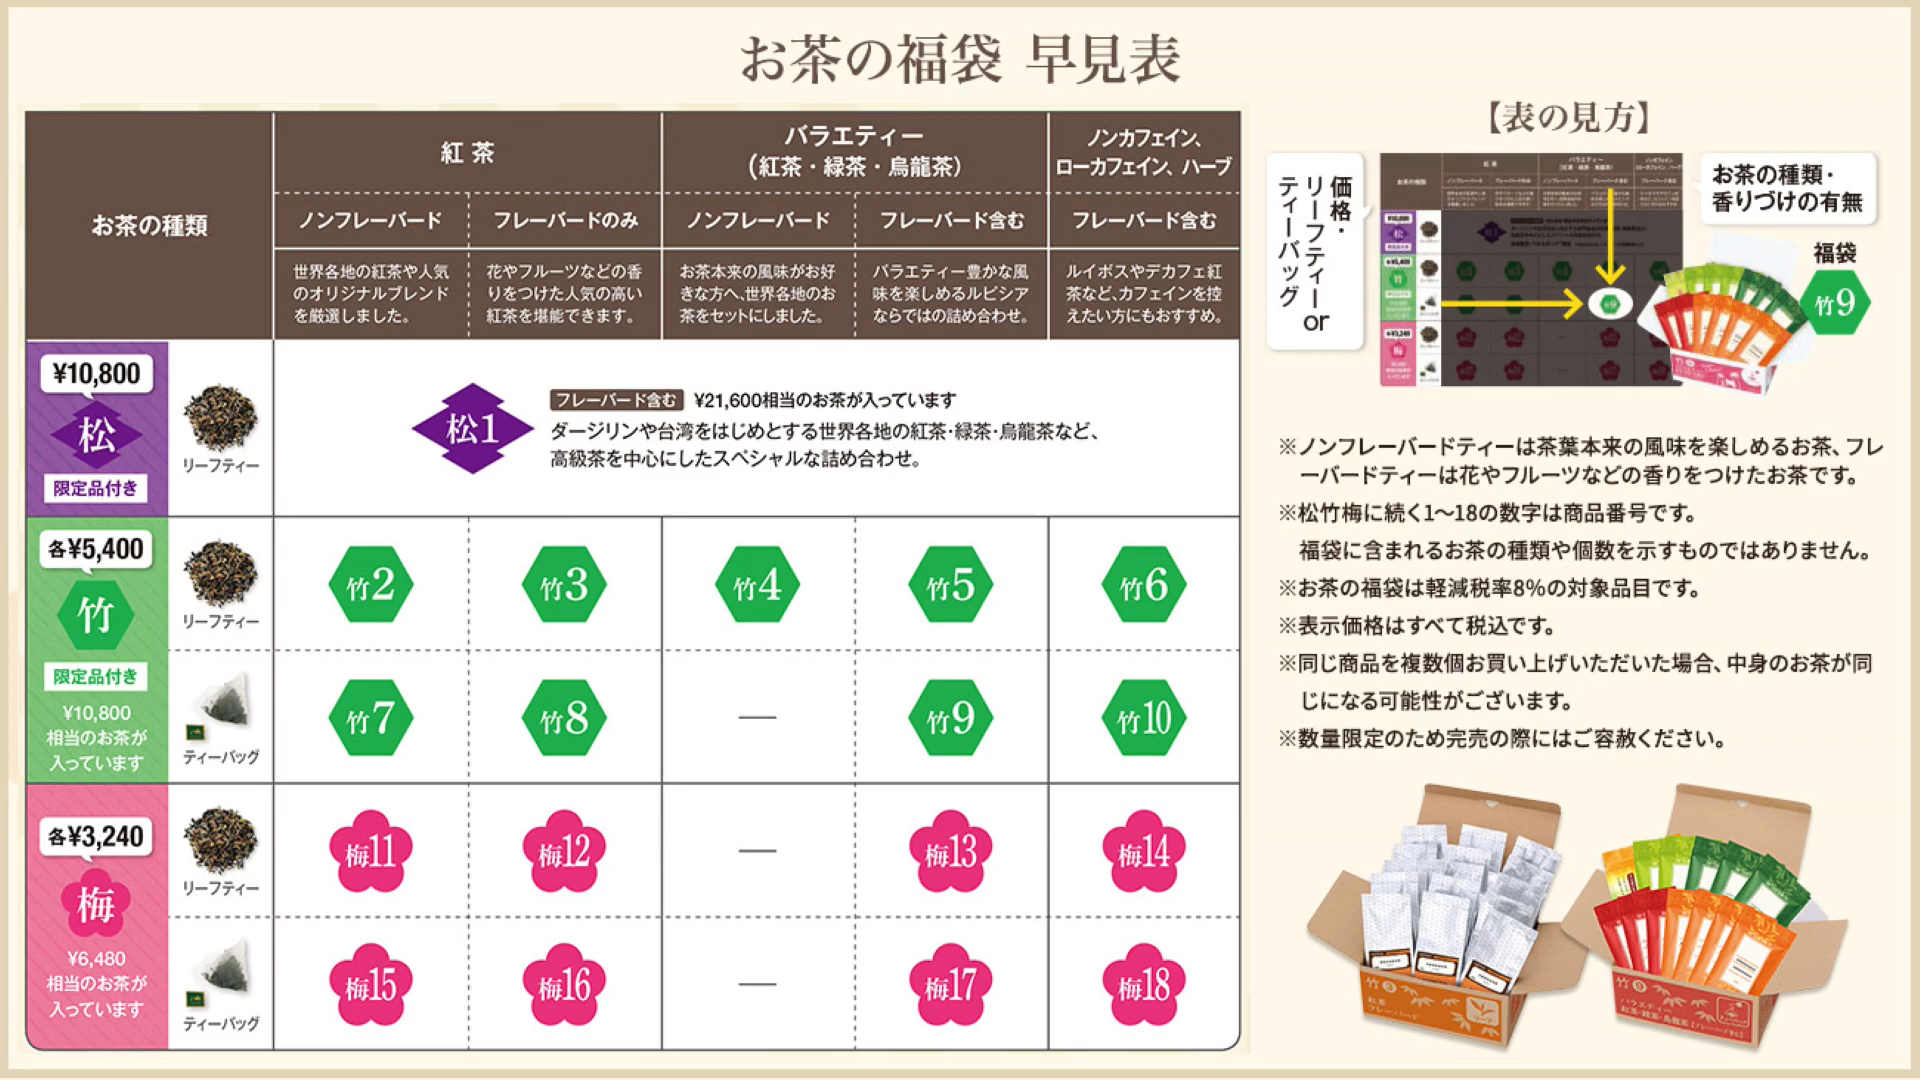 お茶の福袋 早見表
お茶の種類
紅 茶
バラエティー
(紅茶・緑茶・烏龍茶)
ノンカフェイン、
ローカフェイン、ハーブ
ノンフレーバード
フレーバードのみ
ノンフレーバード
フレーバード含む
フレーバード含む
世界各地の紅茶や人気
のオリジナルブレンド
を厳選しました。
花やフルーツなどの香
りをつけた人気の高い
紅茶を堪能できます。
お茶本来の風味がお好
きな方へ、世界各地のお
茶をセットにしました。
バラエティー豊かな風
味を楽しめるルピシア
ならではの詰め合わせ。
ルイボスやデカフェ紅
茶など、カフェインを控
えたい方にもおすすめ。
¥10,800
松
限定品付き
リーフティー
松1
フレーバード含む ¥21,600相当のお茶が入っています
ダージリンや台湾をはじめとする世界各地の紅茶・緑茶・烏龍茶など、
高級茶を中心にしたスペシャルな詰め合わせ。
各¥5,400
竹
限定品付き
¥10,800
相当のお茶が
入っています
リーフティー
竹2
竹3
竹4
竹5
竹6
ティーバッグ
竹7
竹8
—
竹9
竹10
各¥3,240
梅
¥6,480
相当のお茶が
入っています
リーフティー
梅11
梅12
—
梅13
梅14
ティーバッグ
梅15
梅16
—
梅17
梅18
【表の見方】
価格・
リーフティーor
ティーバッグ
お茶の種類・
香りづけの有無
福袋
竹9
※ノンフレーバードティーは茶葉本来の風味を楽しめるお茶、フレ
ーバードティーは花やフルーツなどの香りをつけたお茶です。
※松竹梅に続く1〜18の数字は商品番号です。
福袋に含まれるお茶の種類や個数を示すものではありません。
※お茶の福袋は軽減税率8%の対象品目です。
※表示価格はすべて税込です。
※同じ商品を複数個お買い上げいただいた場合、中身のお茶が同
じになる可能性がございます。
※数量限定のため完売の際にはご容赦ください。
竹3
紅茶
フレーバード
リーフ
竹9
バラエティー
紅茶・緑茶・烏龍茶